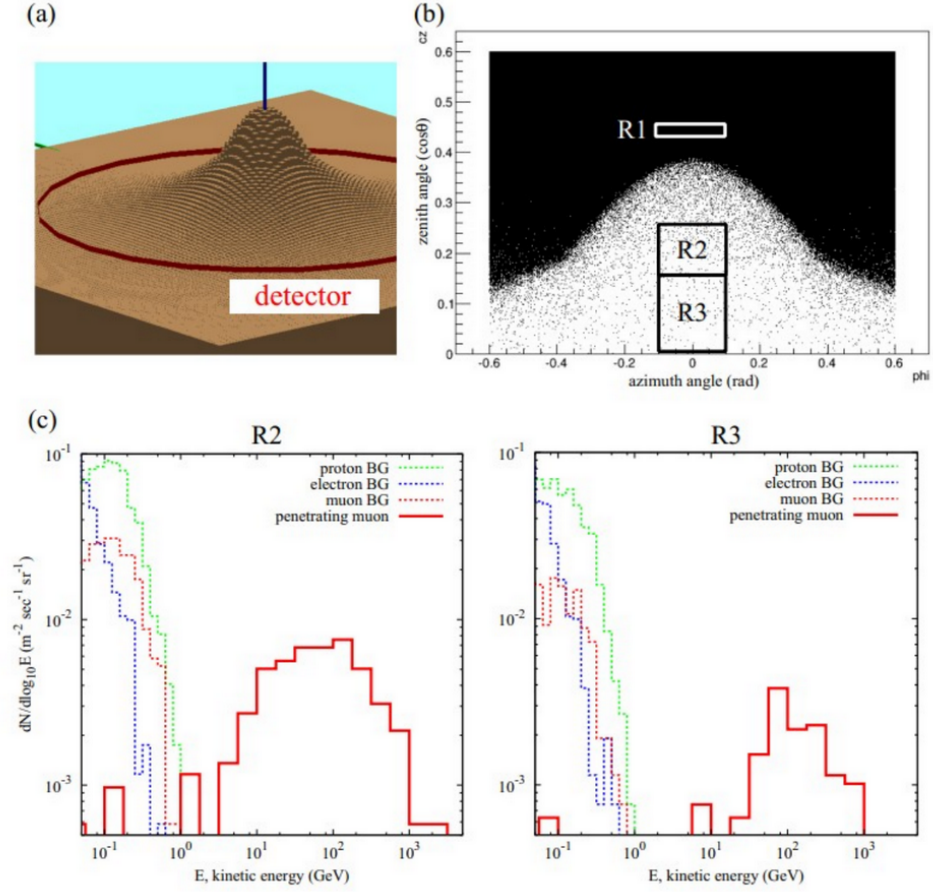 (a)
detector
(b)
zenith angle (cosθ)
cz
0.6
0.5
0.4
0.3
0.2
0.1
0
R1
R2
R3
-0.6
-0.4
-0.2
0
0.2
0.4
0.6
azimuth angle (rad)
phi
(c)
R2
dN/dlog10E (m-2 sec-1 sr-1)
10-1
10-2
10-3
proton BG
electron BG
muon BG
penetrating muon
10-1
100
101
102
103
E, kinetic energy (GeV)
R3
10-1
10-2
10-3
proton BG
electron BG
muon BG
penetrating muon
10-1
100
101
102
103
E, kinetic energy (GeV)